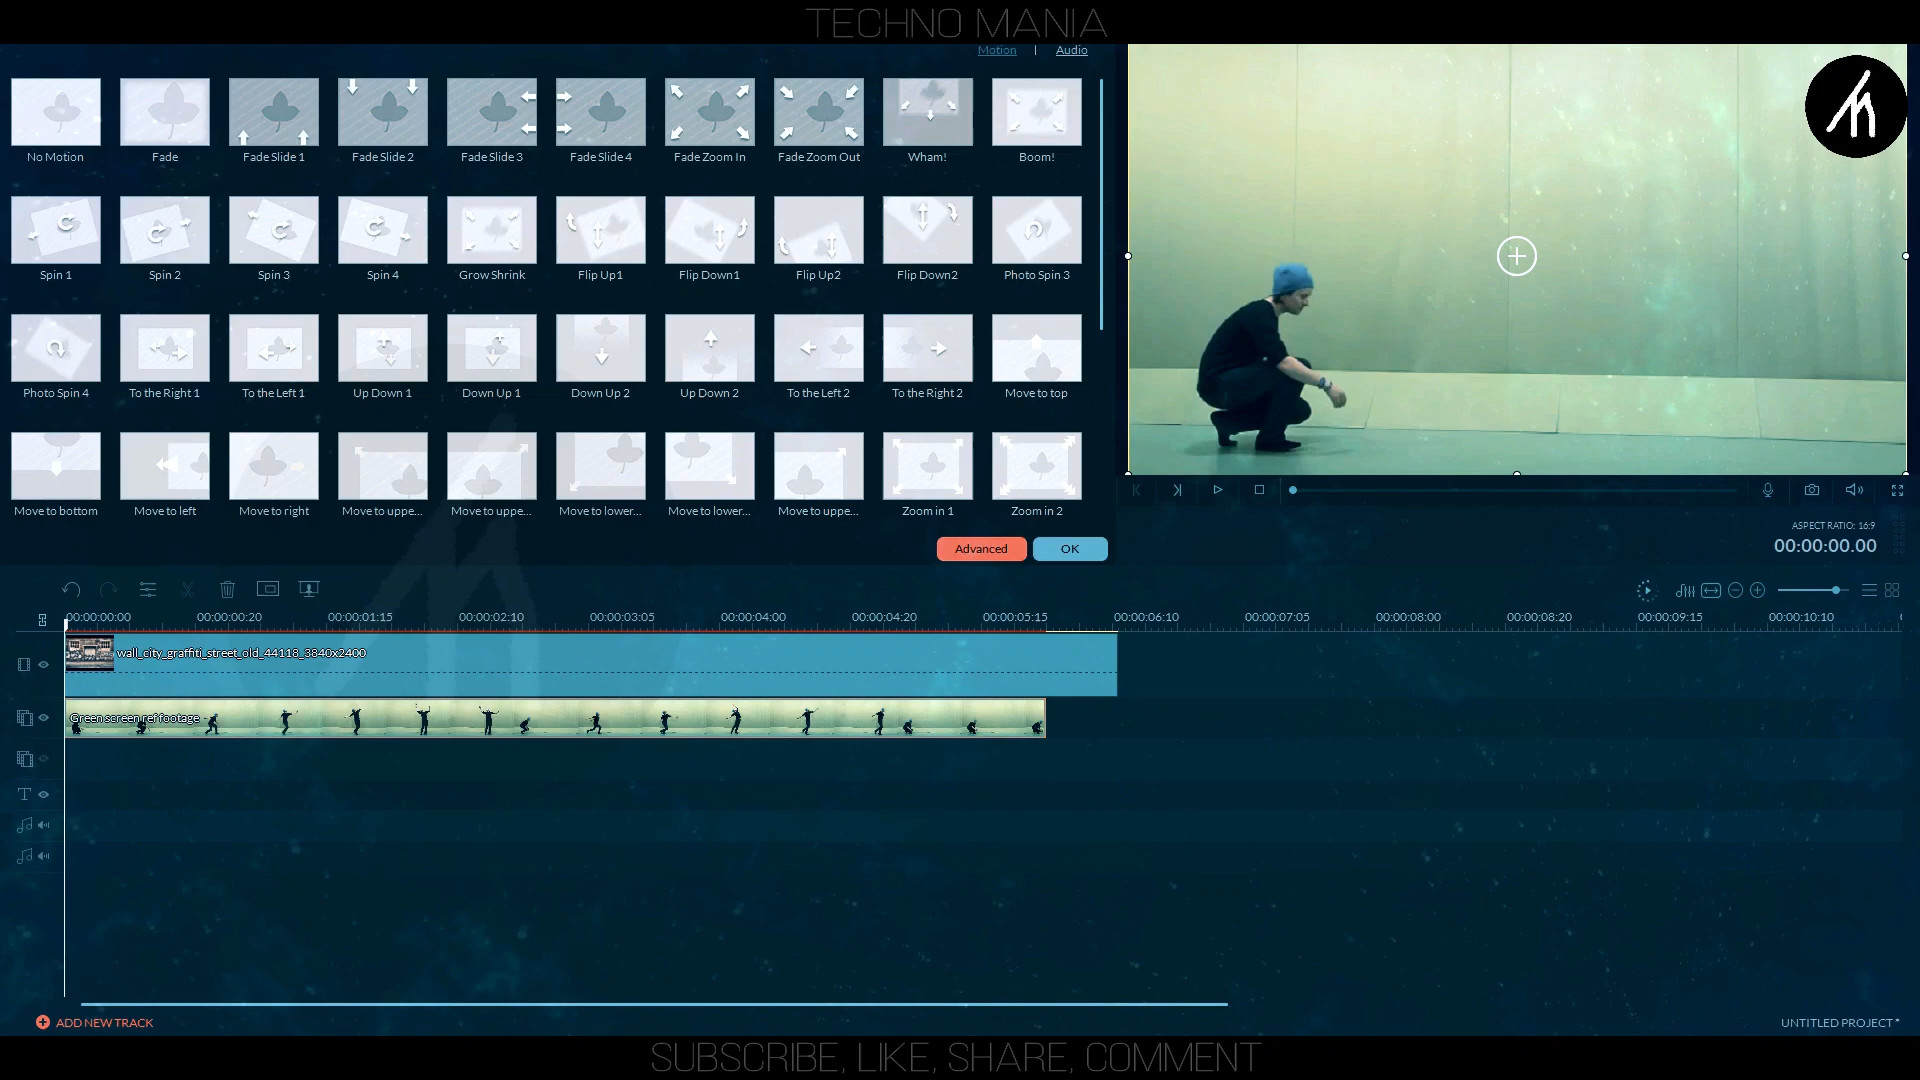 TECHNO MANIA
Motion | Audio
No Motion Fade Fade Slide 1 Fade Slide 2 Fade Slide 3 Fade Slide 4 Fade Zoom In Fade Zoom Out Wham! Boom!
Spin 1 Spin 2 Spin 3 Spin 4 Grow Shrink Flip Up1 Flip Down1 Flip Up2 Flip Down2 Photo Spin 3
Photo Spin 4 To the Right 1 To the Left 1 Up Down 1 Down Up 1 Down Up 2 Up Down 2 To the Left 2 To the Right 2 Move to top
Move to bottom Move to left Move to right Move to uppe... Move to uppe... Move to lower... Move to lower... Move to uppe... Zoom in 1 Zoom in 2
ASPECT RATIO: 16:9
00:00:00.00
Advanced OK
00:00:00:00 00:00:00:20 00:00:01:15 00:00:02:10 00:00:03:05 00:00:04:00 00:00:04:20 00:00:05:15 00:00:06:10 00:00:07:05 00:00:08:00 00:00:08:20 00:00:09:15 00:00:10:10
wall_city_graffiti_street_old_44118_3840x2400
Green screen ref footage
ADD NEW TRACK
UNTITLED PROJECT *
SUBSCRIBE, LIKE, SHARE, COMMENT